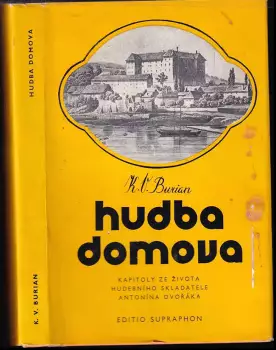 HUDBA DOMOVA
K. V. BURIAN
K.V. Burian
hudba
domova
KAPITOLY ZE ŽIVOTA
HUDEBNÍHO SKLADATELE
ANTONÍNA DVOŘÁKA
EDITIO SUPRAPHON